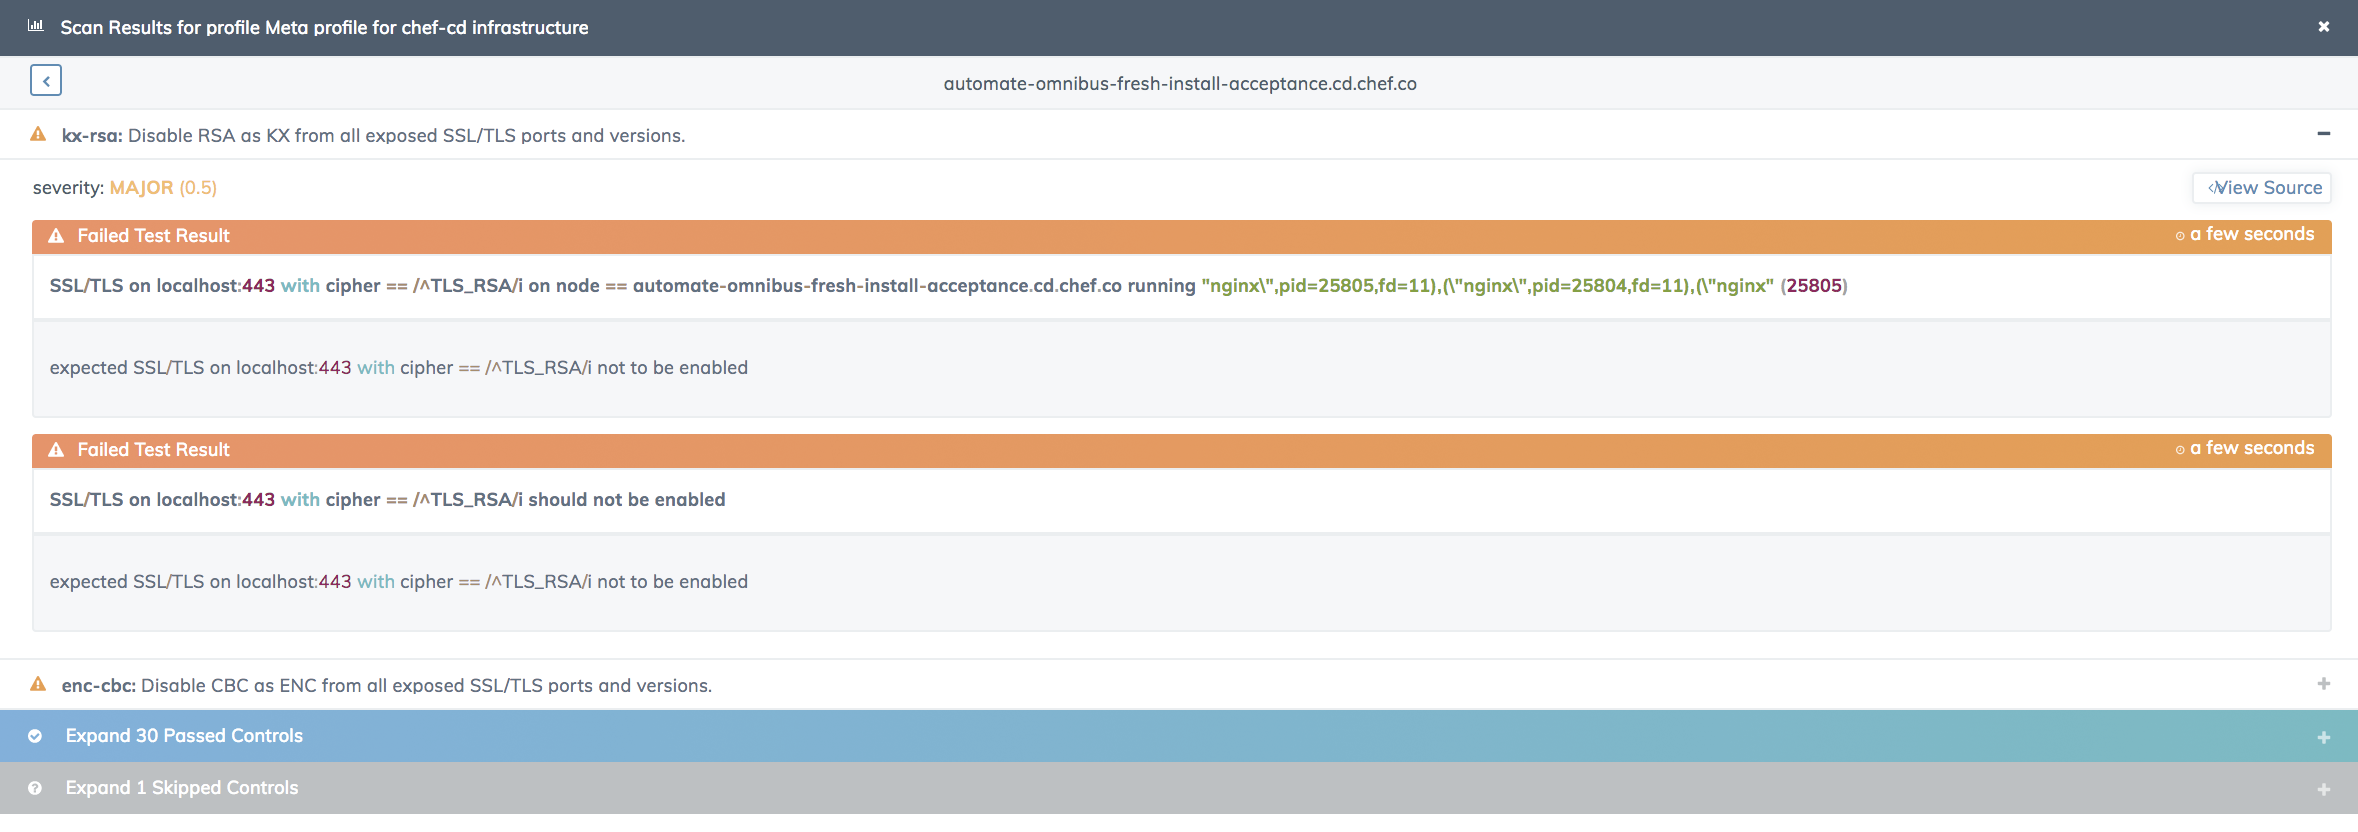 Scan Results for profile Meta profile for chef-cd infrastructure
automate-omnibus-fresh-install-acceptance.cd.chef.co
kx-rsa: Disable RSA as KX from all exposed SSL/TLS ports and versions.
severity: MAJOR (0.5)
</>View Source
Failed Test Result
a few seconds
SSL/TLS on localhost:443 with cipher == /^TLS_RSA/i on node == automate-omnibus-fresh-install-acceptance.cd.chef.co running "nginx\",pid=25805,fd=11),(\"nginx\",pid=25804,fd=11),(\"nginx" (25805)
expected SSL/TLS on localhost:443 with cipher == /^TLS_RSA/i not to be enabled
Failed Test Result
a few seconds
SSL/TLS on localhost:443 with cipher == /^TLS_RSA/i should not be enabled
expected SSL/TLS on localhost:443 with cipher == /^TLS_RSA/i not to be enabled
enc-cbc: Disable CBC as ENC from all exposed SSL/TLS ports and versions.
Expand 30 Passed Controls
Expand 1 Skipped Controls